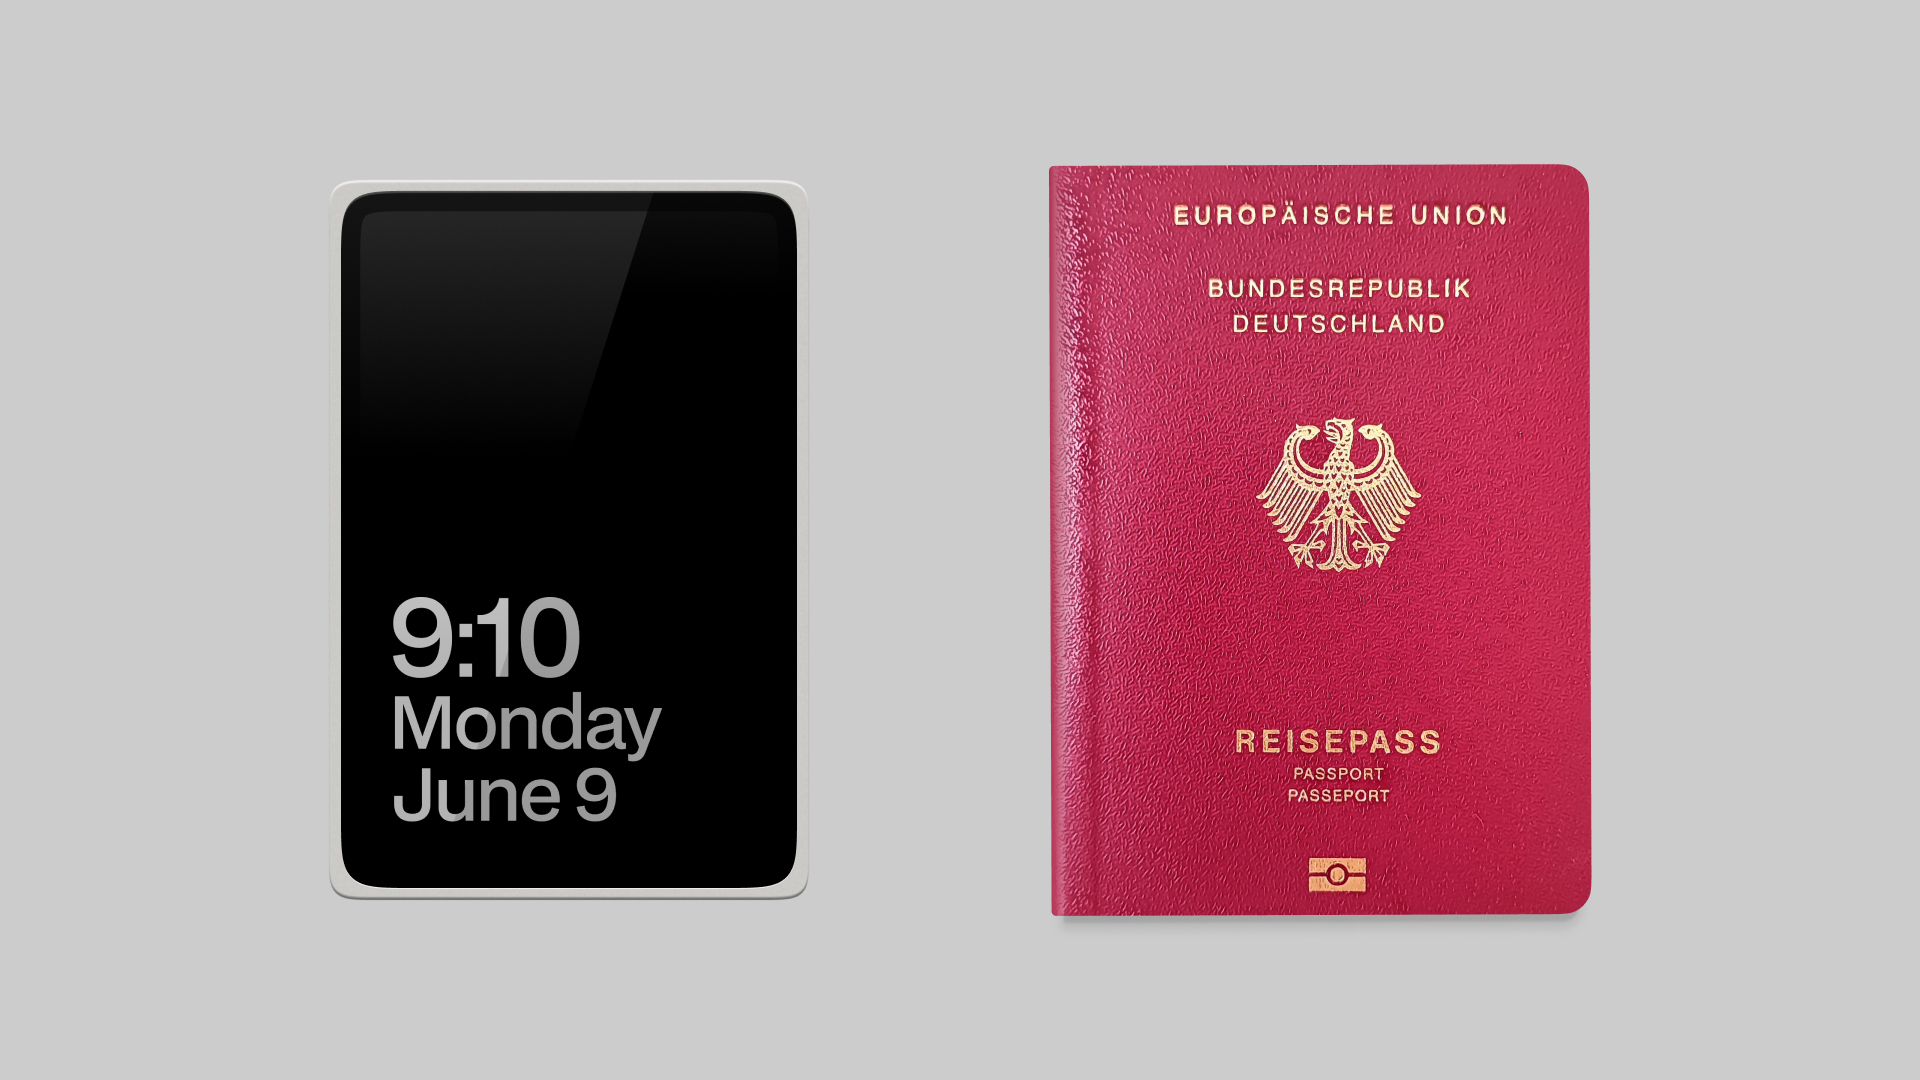 9:10
Monday
June 9
EUROPÄISCHE UNION
BUNDESREPUBLIK
DEUTSCHLAND
REISEPASS
PASSPORT
PASSEPORT